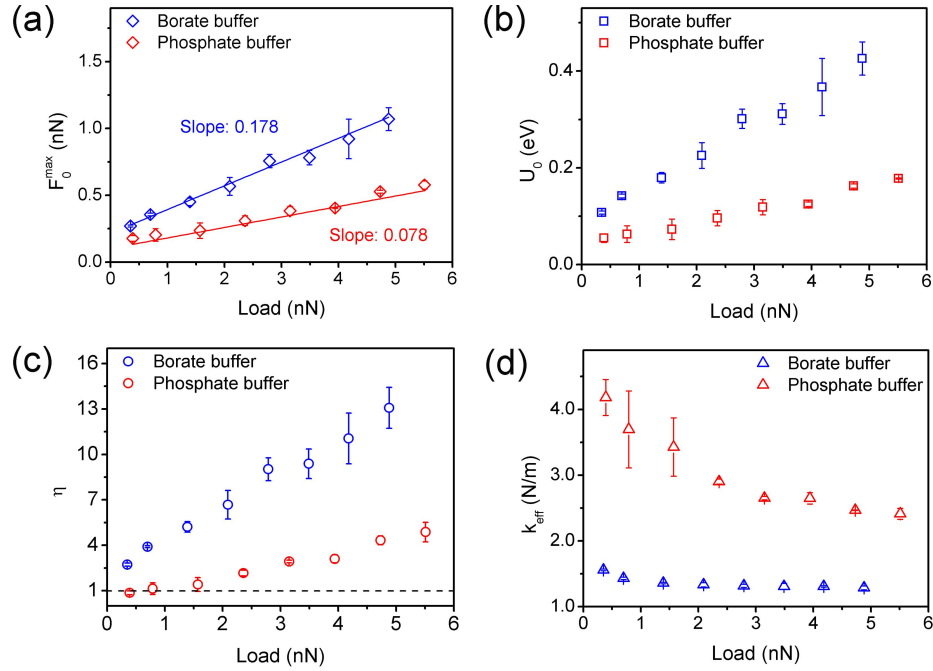 (a)
Borate buffer
Phosphate buffer
F₀ᵐᵃˣ (nN)
1.5
1.0
0.5
0.0
Slope: 0.178
Slope: 0.078
0 1 2 3 4 5 6
Load (nN)
(b)
Borate buffer
Phosphate buffer
U₀ (eV)
0.4
0.2
0.0
0 1 2 3 4 5 6
Load (nN)
(c)
Borate buffer
Phosphate buffer
η
16
13
10
7
4
1
0 1 2 3 4 5 6
Load (nN)
(d)
Borate buffer
Phosphate buffer
k_eff (N/m)
4.0
3.0
2.0
1.0
0 1 2 3 4 5 6
Load (nN)